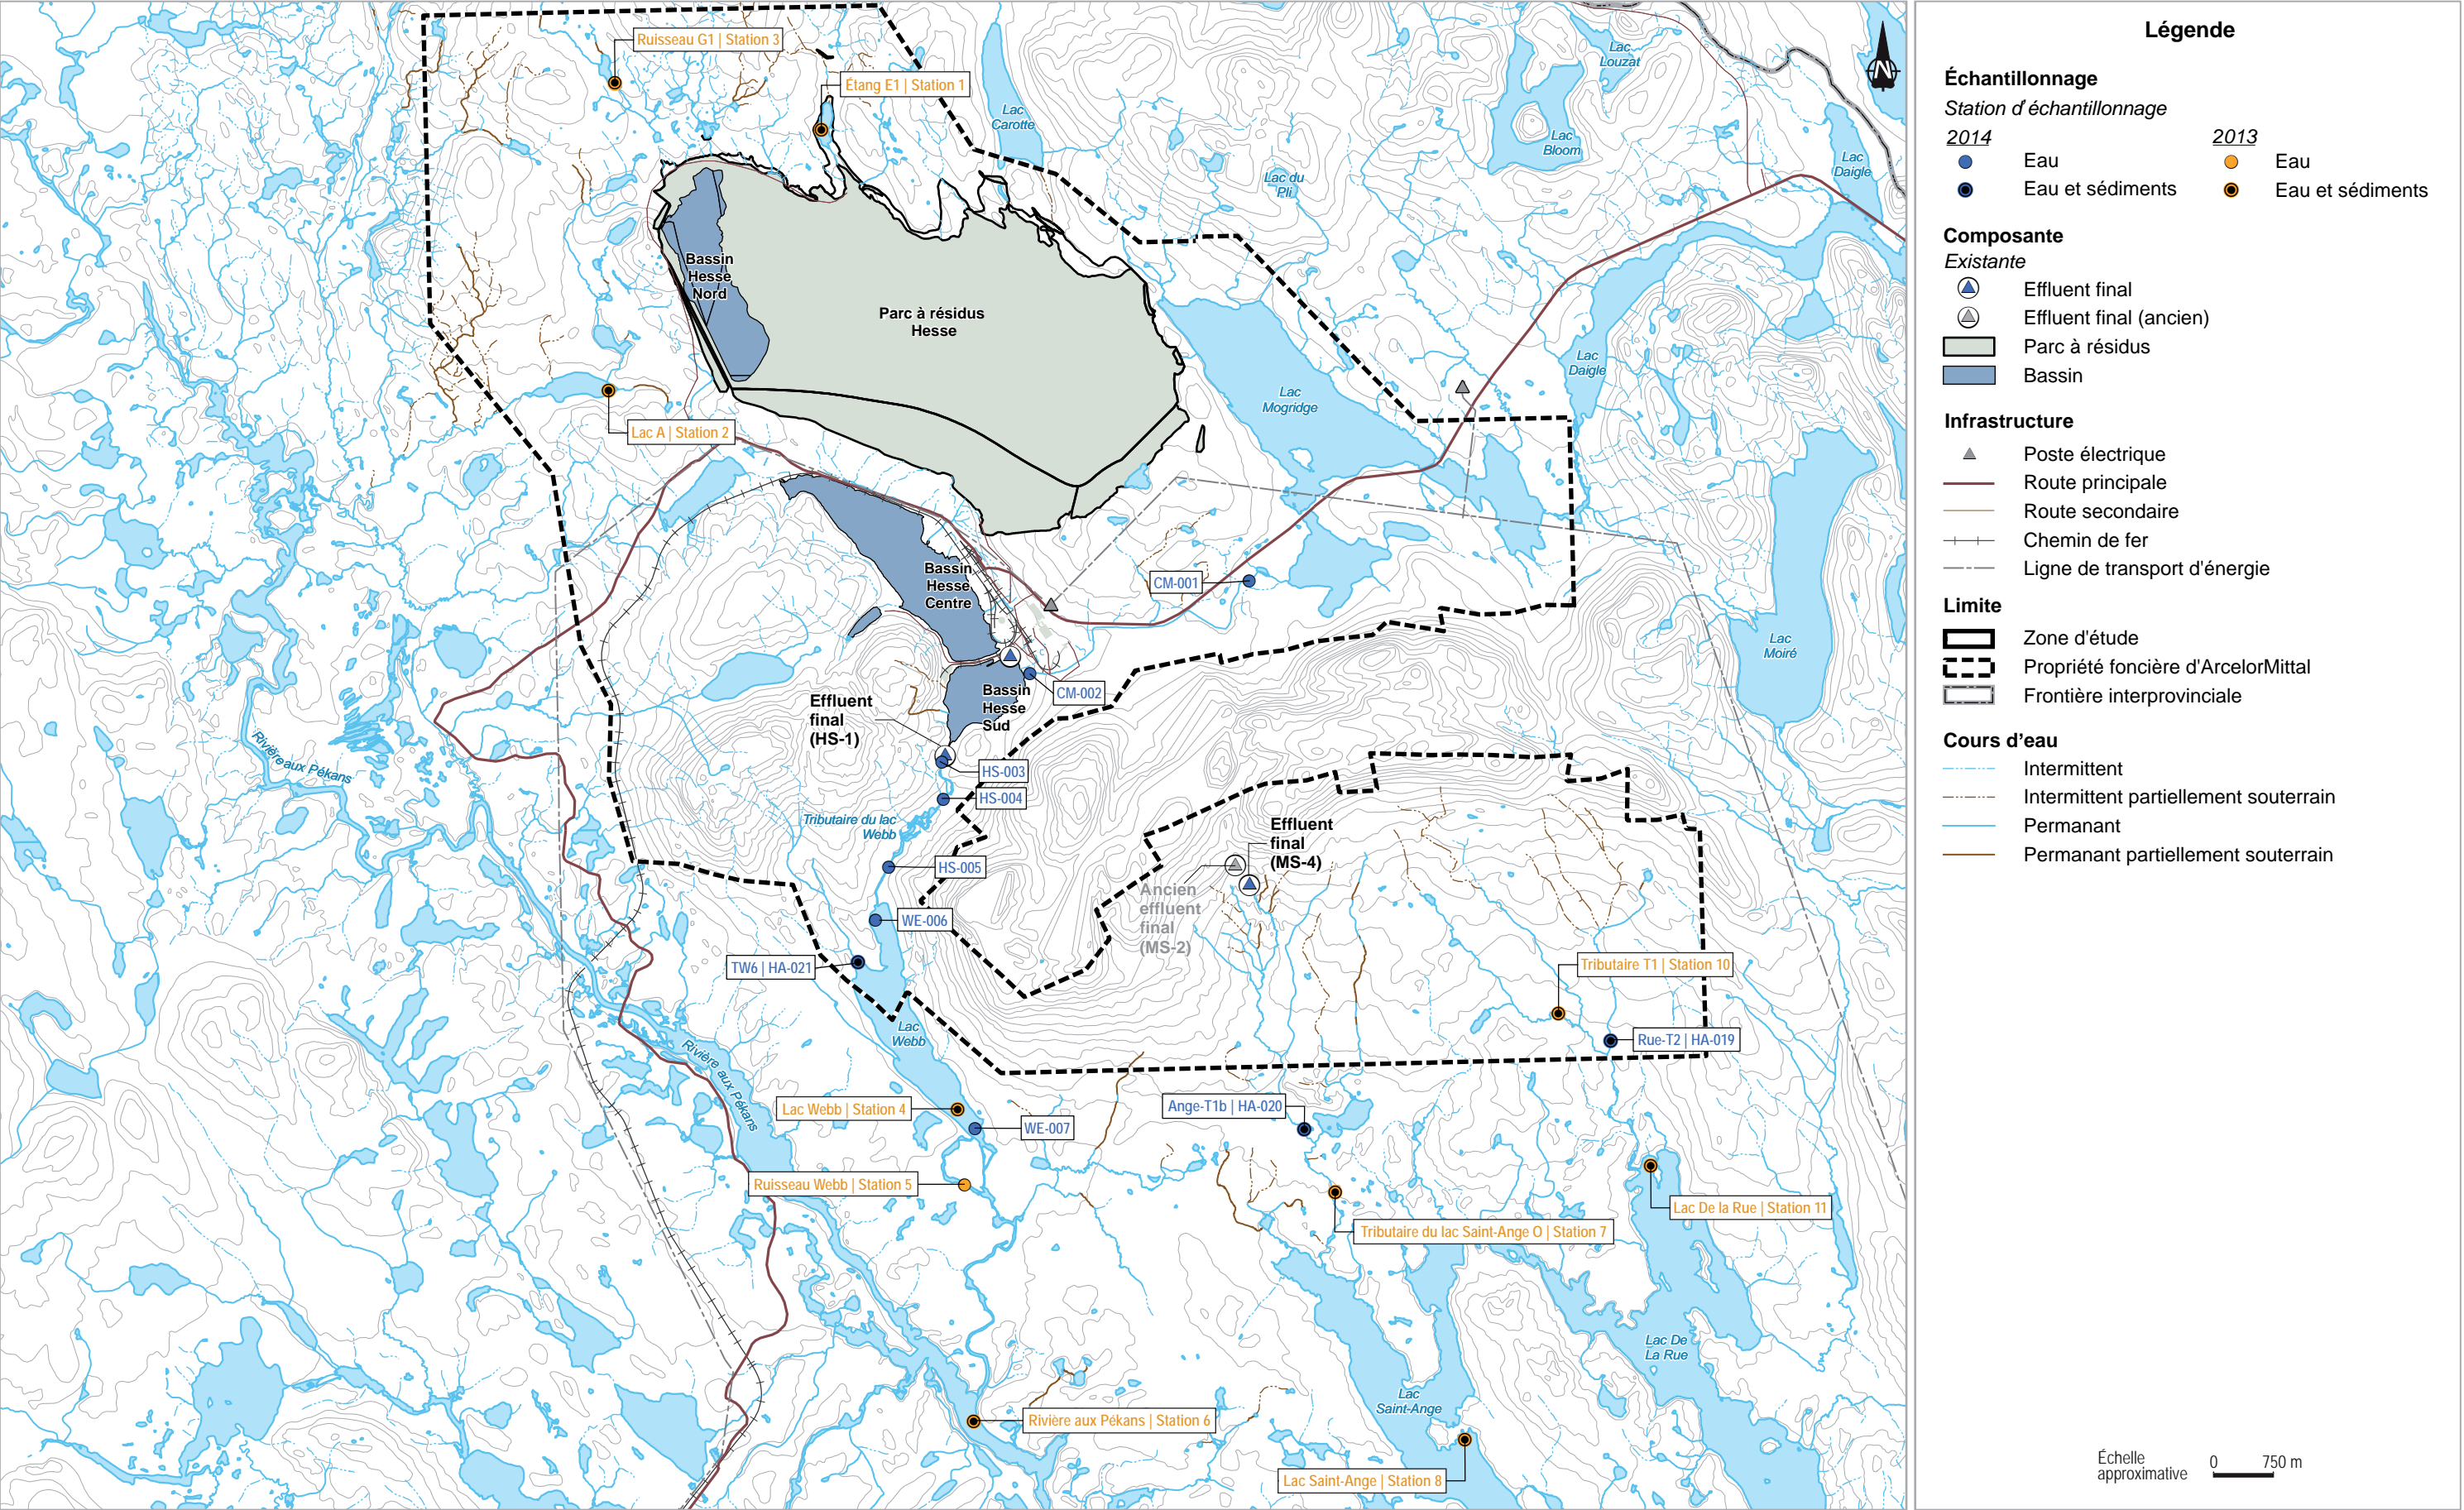 Ruisseau G1 | Station 3
Étang E1 | Station 1
Lac
Carotte
Lac
Louzat
Lac
Bloom
Lac
Daigle
Lac du
Pli
N
Bassin
Hesse
Nord
Parc à résidus
Hesse
Lac
Mogridge
Lac
Daigle
Lac A | Station 2
Bassin
Hesse
Centre
CM-001
Lac
Moiré
CM-002
Bassin
Hesse
Sud
Effluent
final
(HS-1)
Rivière aux Pékans
HS-003
HS-004
Tributaire du lac
Webb
HS-005
Effluent
final
(MS-4)
Ancien
effluent
final
(MS-2)
WE-006
TW6 | HA-021
Tributaire T1 | Station 10
Lac
Webb
Rue-T2 | HA-019
Rivière aux Pékans
Lac Webb | Station 4
Ange-T1b | HA-020
WE-007
Ruisseau Webb | Station 5
Lac De la Rue | Station 11
Tributaire du lac Saint-Ange O | Station 7
Lac De
La Rue
Lac
Saint-Ange
Rivière aux Pékans | Station 6
Lac Saint-Ange | Station 8
Légende
Échantillonnage
Station d'échantillonnage
2014 2013
Eau Eau
Eau et sédiments Eau et sédiments
Composante
Existante
Effluent final
Effluent final (ancien)
Parc à résidus
Bassin
Infrastructure
Poste électrique
Route principale
Route secondaire
Chemin de fer
Ligne de transport d'énergie
Limite
Zone d'étude
Propriété foncière d'ArcelorMittal
Frontière interprovinciale
Cours d'eau
Intermittent
Intermittent partiellement souterrain
Permanant
Permanant partiellement souterrain
Échelle
approximative
0 750 m